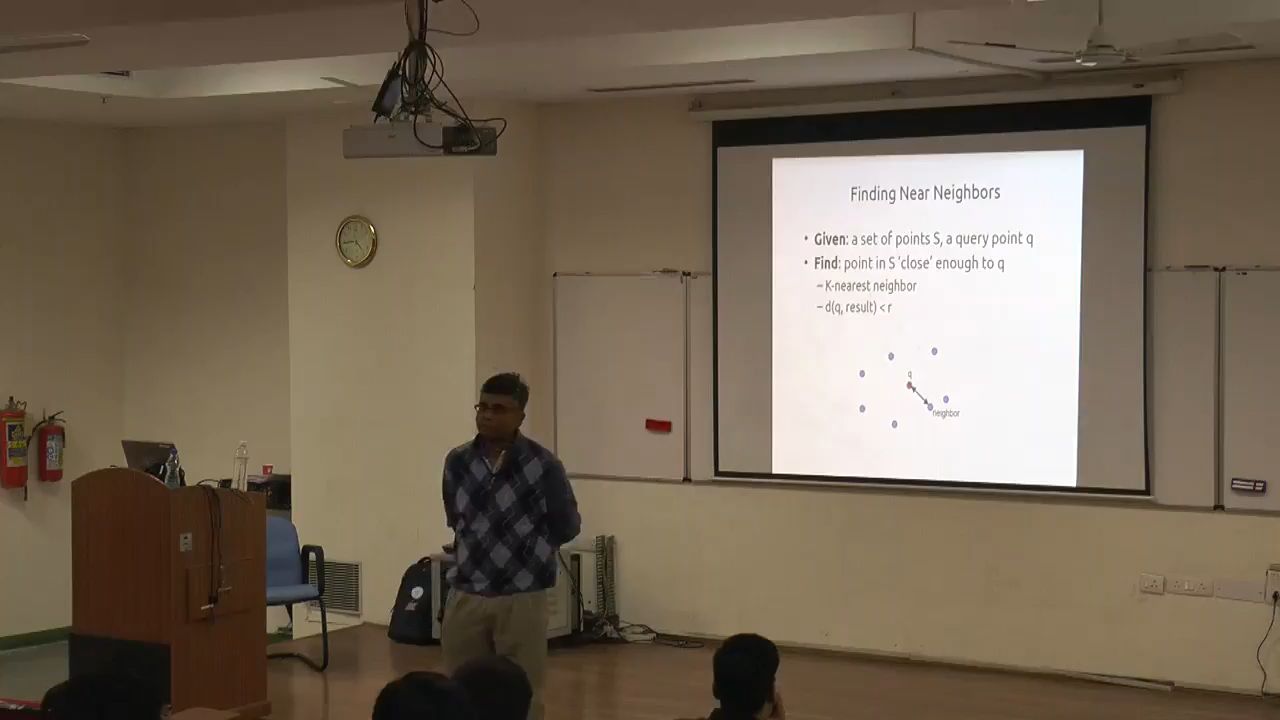 Finding Near Neighbors
• Given: a set of points S, a query point q
• Find: point in S 'close' enough to q
– K-nearest neighbor
– d(q, result) < r
q
neighbor